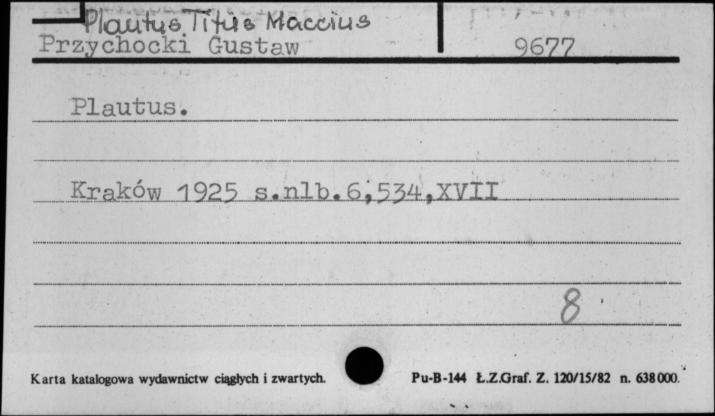 Plautus Titus Maccius
Przychocki Gustaw 9677
Plautus.
Kraków 1925 s.nlb.6,534,XVII
8
Karta katalogowa wydawnictw ciągłych i zwartych. Pu-B-144 Ł.Z.Graf. Z. 120/15/82 n. 638000.